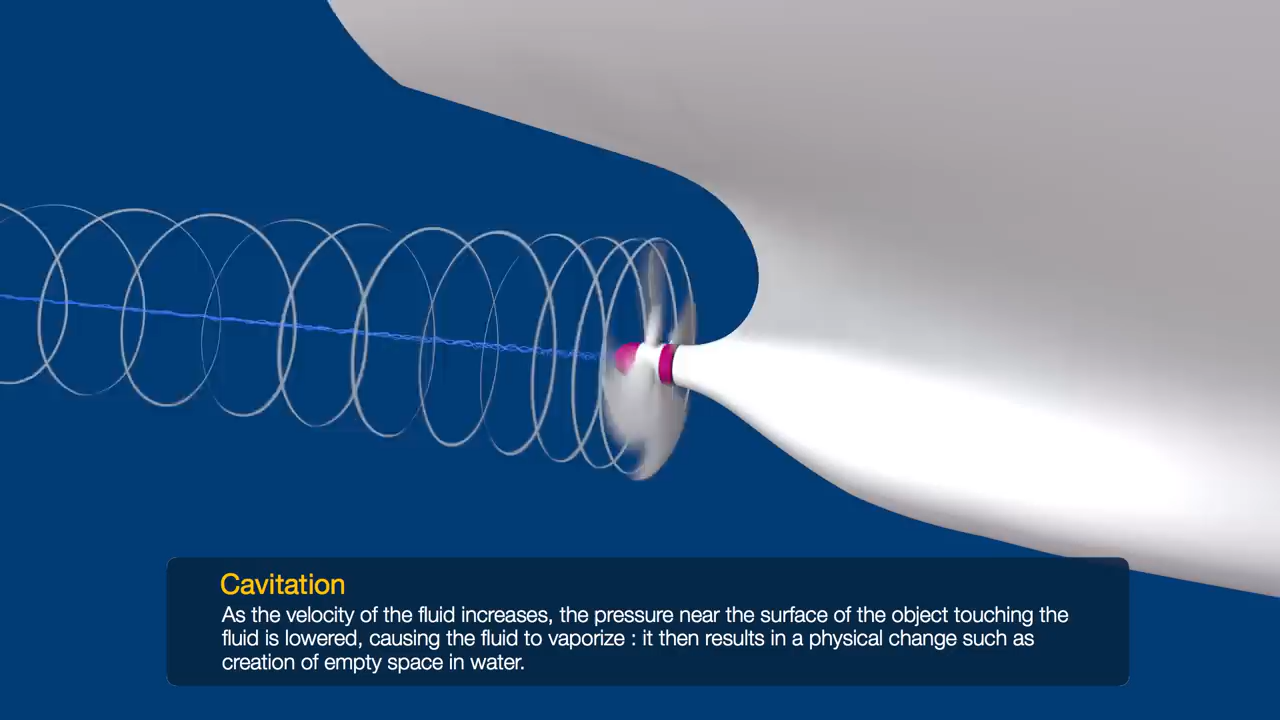 Cavitation
As the velocity of the fluid increases, the pressure near the surface of the object touching the
fluid is lowered, causing the fluid to vaporize : it then results in a physical change such as
creation of empty space in water.